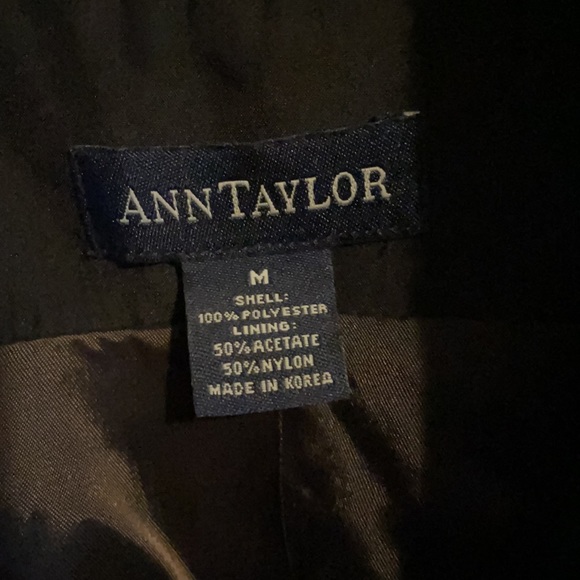 ANNTAYLOR
M
SHELL:
100% POLYESTER
LINING:
50% ACETATE
50% NYLON
MADE IN KOREA